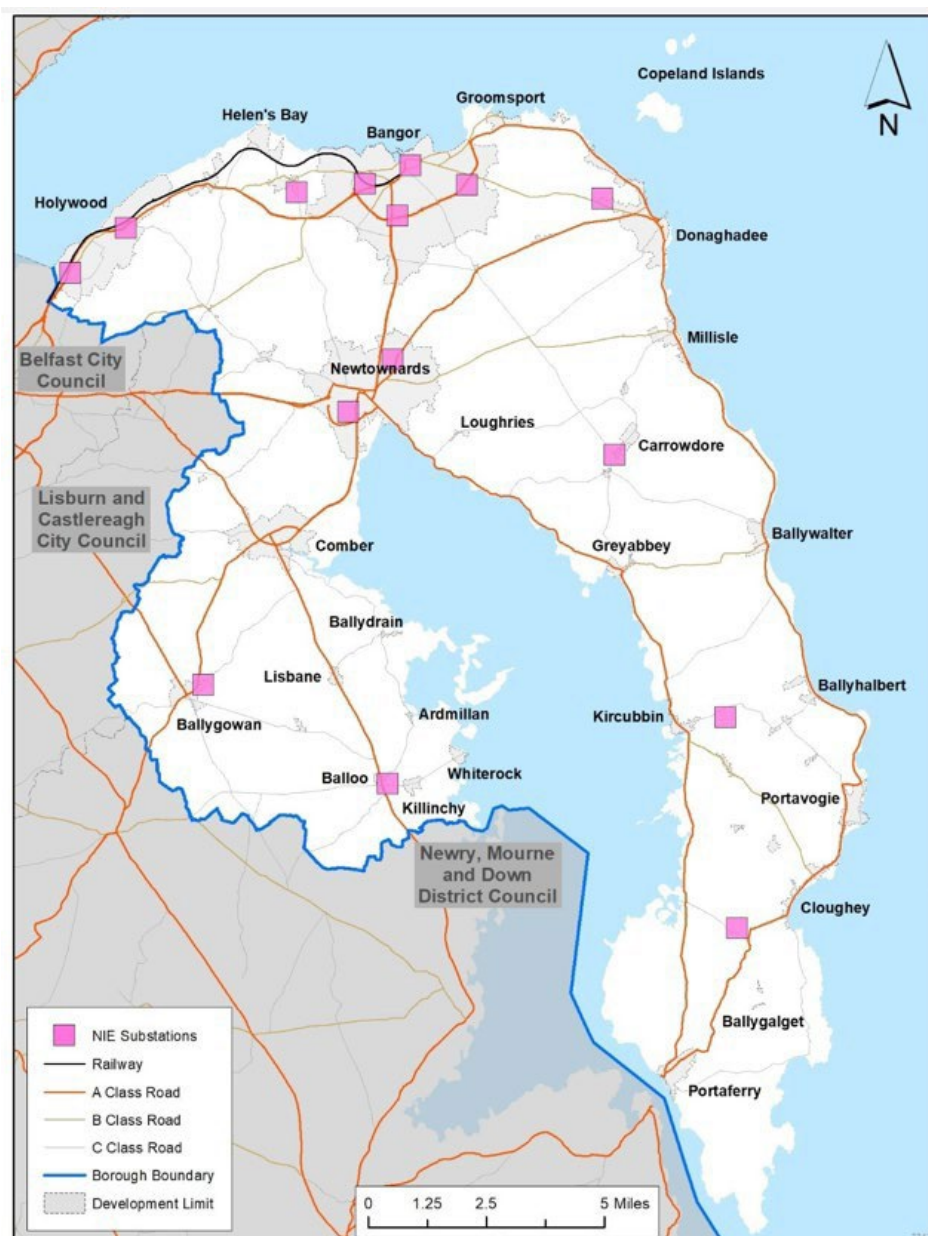 Copeland Islands
Groomsport
Helen's Bay
Bangor
N
Holywood
Donaghadee
Millisle
Belfast City
Council
Newtownards
Loughries
Carrowdore
Lisburn and
Castlereagh
City Council
Comber
Greyabbey
Ballywalter
Ballydrain
Lisbane
Ballyhalbert
Ardmillan
Kircubbin
Ballygowan
Whiterock
Balloo
Portavogie
Killinchy
Newry, Mourne
and Down
District Council
Cloughey
Ballygalget
Portaferry
NIE Substations
Railway
A Class Road
B Class Road
C Class Road
Borough Boundary
Development Limit
0 1.25 2.5 5 Miles